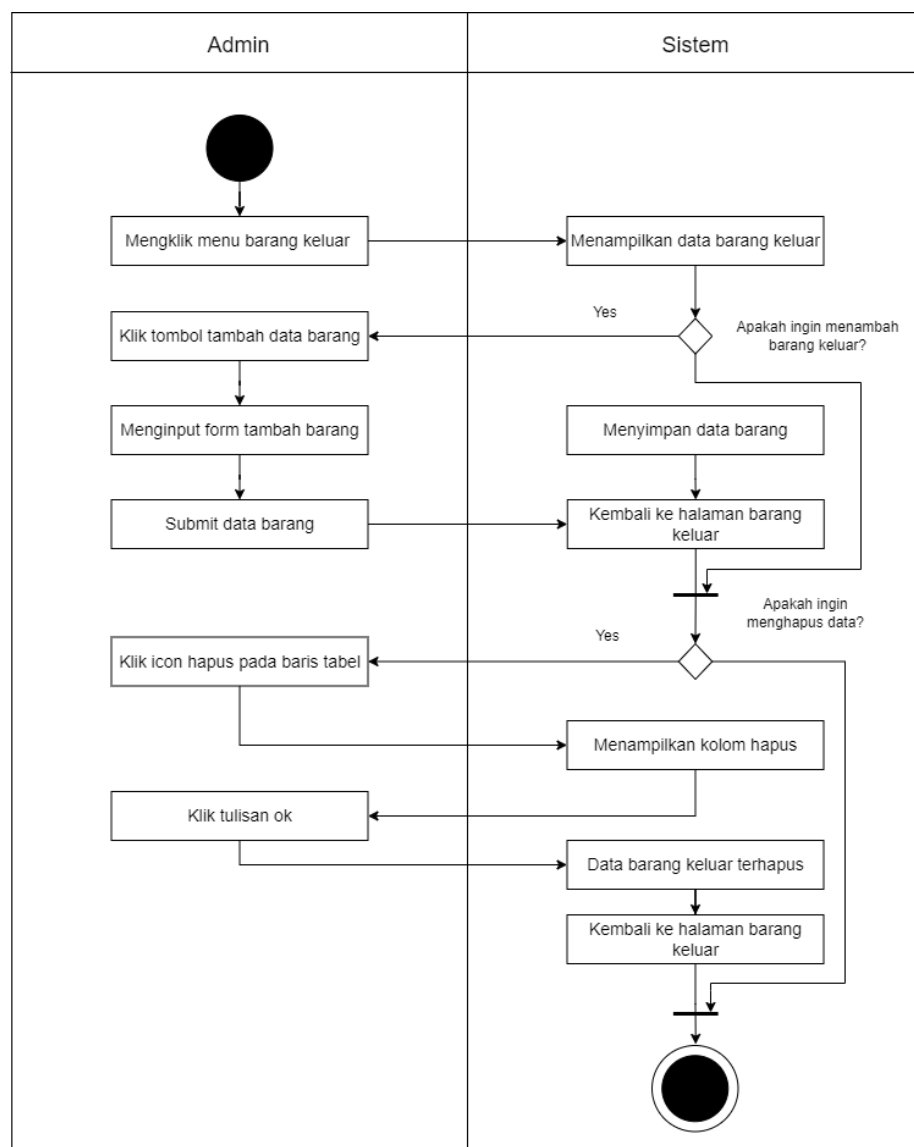 Admin
Sistem
Mengklik menu barang keluar
Menampilkan data barang keluar
Yes
Apakah ingin menambah
barang keluar?
Klik tombol tambah data barang
Menginput form tambah barang
Menyimpan data barang
Submit data barang
Kembali ke halaman barang
keluar
Apakah ingin
menghapus data?
Yes
Klik icon hapus pada baris tabel
Menampilkan kolom hapus
Klik tulisan ok
Data barang keluar terhapus
Kembali ke halaman barang
keluar